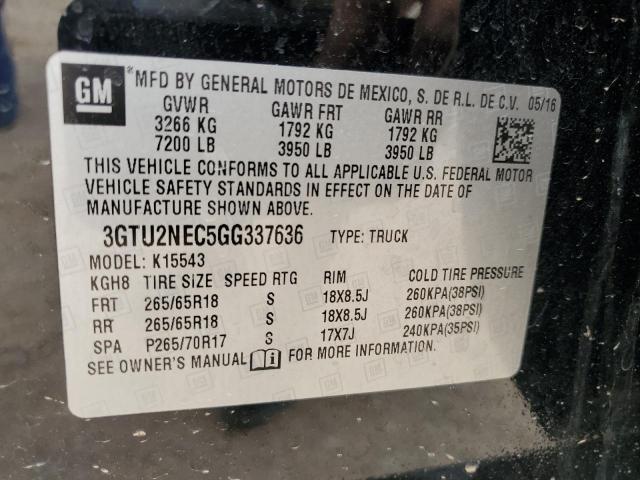 GM
MFD BY GENERAL MOTORS DE MEXICO, S. DE R.L. DE C.V. 05/16
GVWR GAWR FRT GAWR RR
3266 KG 1792 KG 1792 KG
7200 LB 3950 LB 3950 LB
THIS VEHICLE CONFORMS TO ALL APPLICABLE U.S. FEDERAL MOTOR
VEHICLE SAFETY STANDARDS IN EFFECT ON THE DATE OF
MANUFACTURE SHOWN ABOVE.
3GTU2NEC5GG337636 TYPE: TRUCK
MODEL: K15543
KGH8 TIRE SIZE SPEED RTG RIM COLD TIRE PRESSURE
FRT 265/65R18 S 18X8.5J 260KPA(38PSI)
RR 265/65R18 S 18X8.5J 260KPA(38PSI)
SPA P265/70R17 S 17X7J 240KPA(35PSI)
SEE OWNER'S MANUAL FOR MORE INFORMATION.